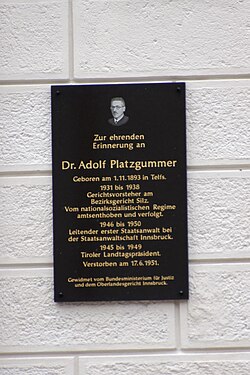 Zur ehrenden
Erinnerung an
Dr. Adolf Platzgummer
Geboren am 1.11.1893 in Telfs.
1931 bis 1938
Gerichtsvorsteher am
Bezirksgericht Silz.
Vom nationalsozialistischen Regime
amtsenthoben und verfolgt.
1946 bis 1950
Leitender erster Staatsanwalt bei
der Staatsanwaltschaft Innsbruck.
1945 bis 1949
Tiroler Landtagspräsident.
Verstorben am 17.6.1951.
Gewidmet vom Bundesministerium für Justiz
und dem Oberlandesgericht Innsbruck.